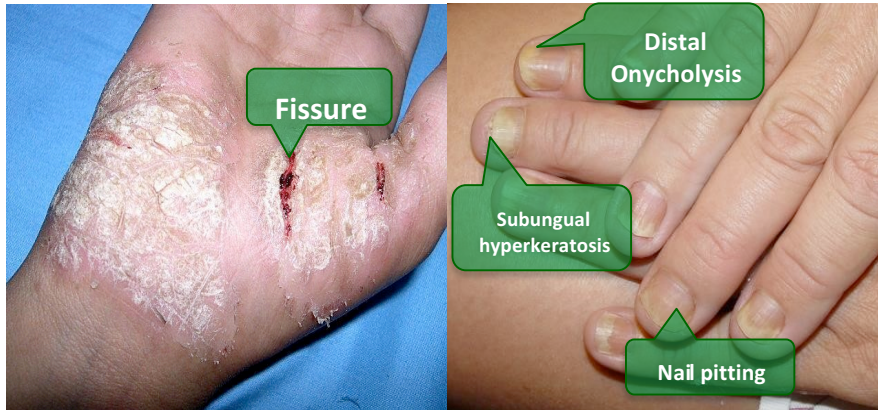 Fissure
Distal
Onycholysis
Subungual
hyperkeratosis
Nail pitting